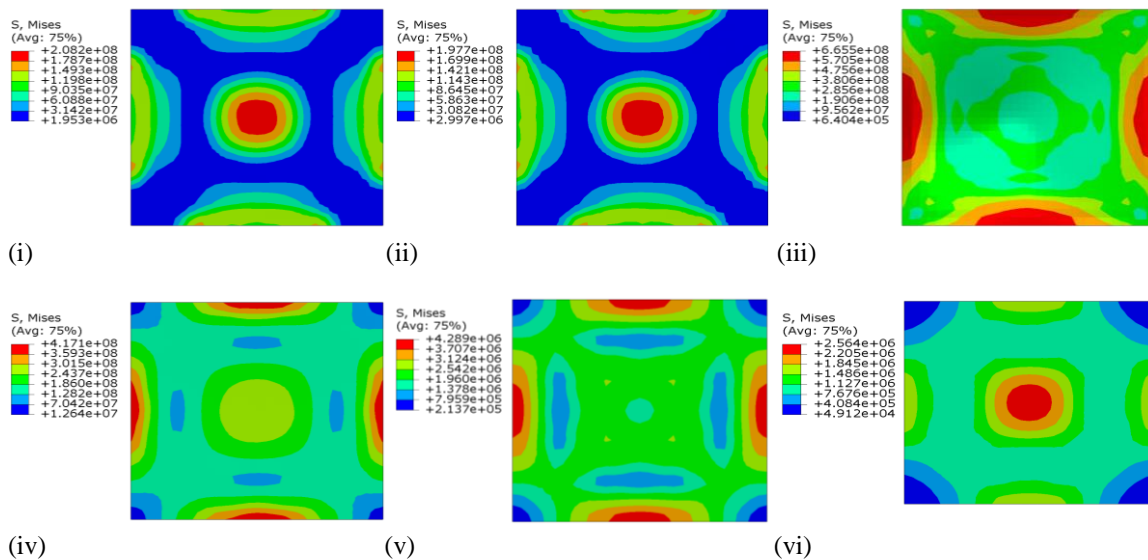 S, Mises
(Avg: 75%)
+2.082e+08
+1.787e+08
+1.493e+08
+1.198e+08
+9.035e+07
+6.088e+07
+3.142e+07
+1.953e+06
(i)
S, Mises
(Avg: 75%)
+1.977e+08
+1.699e+08
+1.421e+08
+1.143e+08
+8.645e+07
+5.863e+07
+3.082e+07
+2.997e+06
(ii)
S, Mises
(Avg: 75%)
+6.655e+08
+5.705e+08
+4.756e+08
+3.806e+08
+2.856e+08
+1.906e+08
+9.562e+07
+6.404e+05
(iii)
S, Mises
(Avg: 75%)
+4.171e+08
+3.593e+08
+3.015e+08
+2.437e+08
+1.860e+08
+1.282e+08
+7.042e+07
+1.264e+07
(iv)
S, Mises
(Avg: 75%)
+4.289e+06
+3.707e+06
+3.124e+06
+2.542e+06
+1.960e+06
+1.378e+06
+7.959e+05
+2.137e+05
(v)
S, Mises
(Avg: 75%)
+2.564e+06
+2.205e+06
+1.845e+06
+1.486e+06
+1.127e+06
+7.676e+05
+4.084e+05
+4.912e+04
(vi)